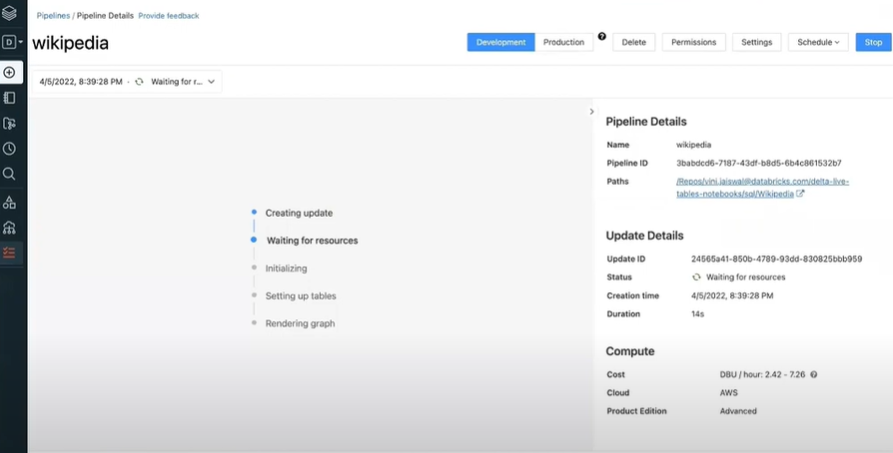 Pipelines / Pipeline Details Provide feedback
D
wikipedia
Development Production ? Delete Permissions Settings Schedule Stop
4/5/2022, 8:39:28 PM · Waiting for r...
Creating update
Waiting for resources
Initializing
Setting up tables
Rendering graph
Pipeline Details
Name wikipedia
Pipeline ID 3babdcd6-7187-43df-b8d5-6b4c861532b7
Paths /Repos/vini.jaiswal@databricks.com/delta-live-
tables-notebooks/sql/Wikipedia
Update Details
Update ID 24565a41-850b-4789-93dd-830825bbb959
Status Waiting for resources
Creation time 4/5/2022, 8:39:28 PM
Duration 14s
Compute
Cost DBU / hour: 2.42 - 7.26 ?
Cloud AWS
Product Edition Advanced